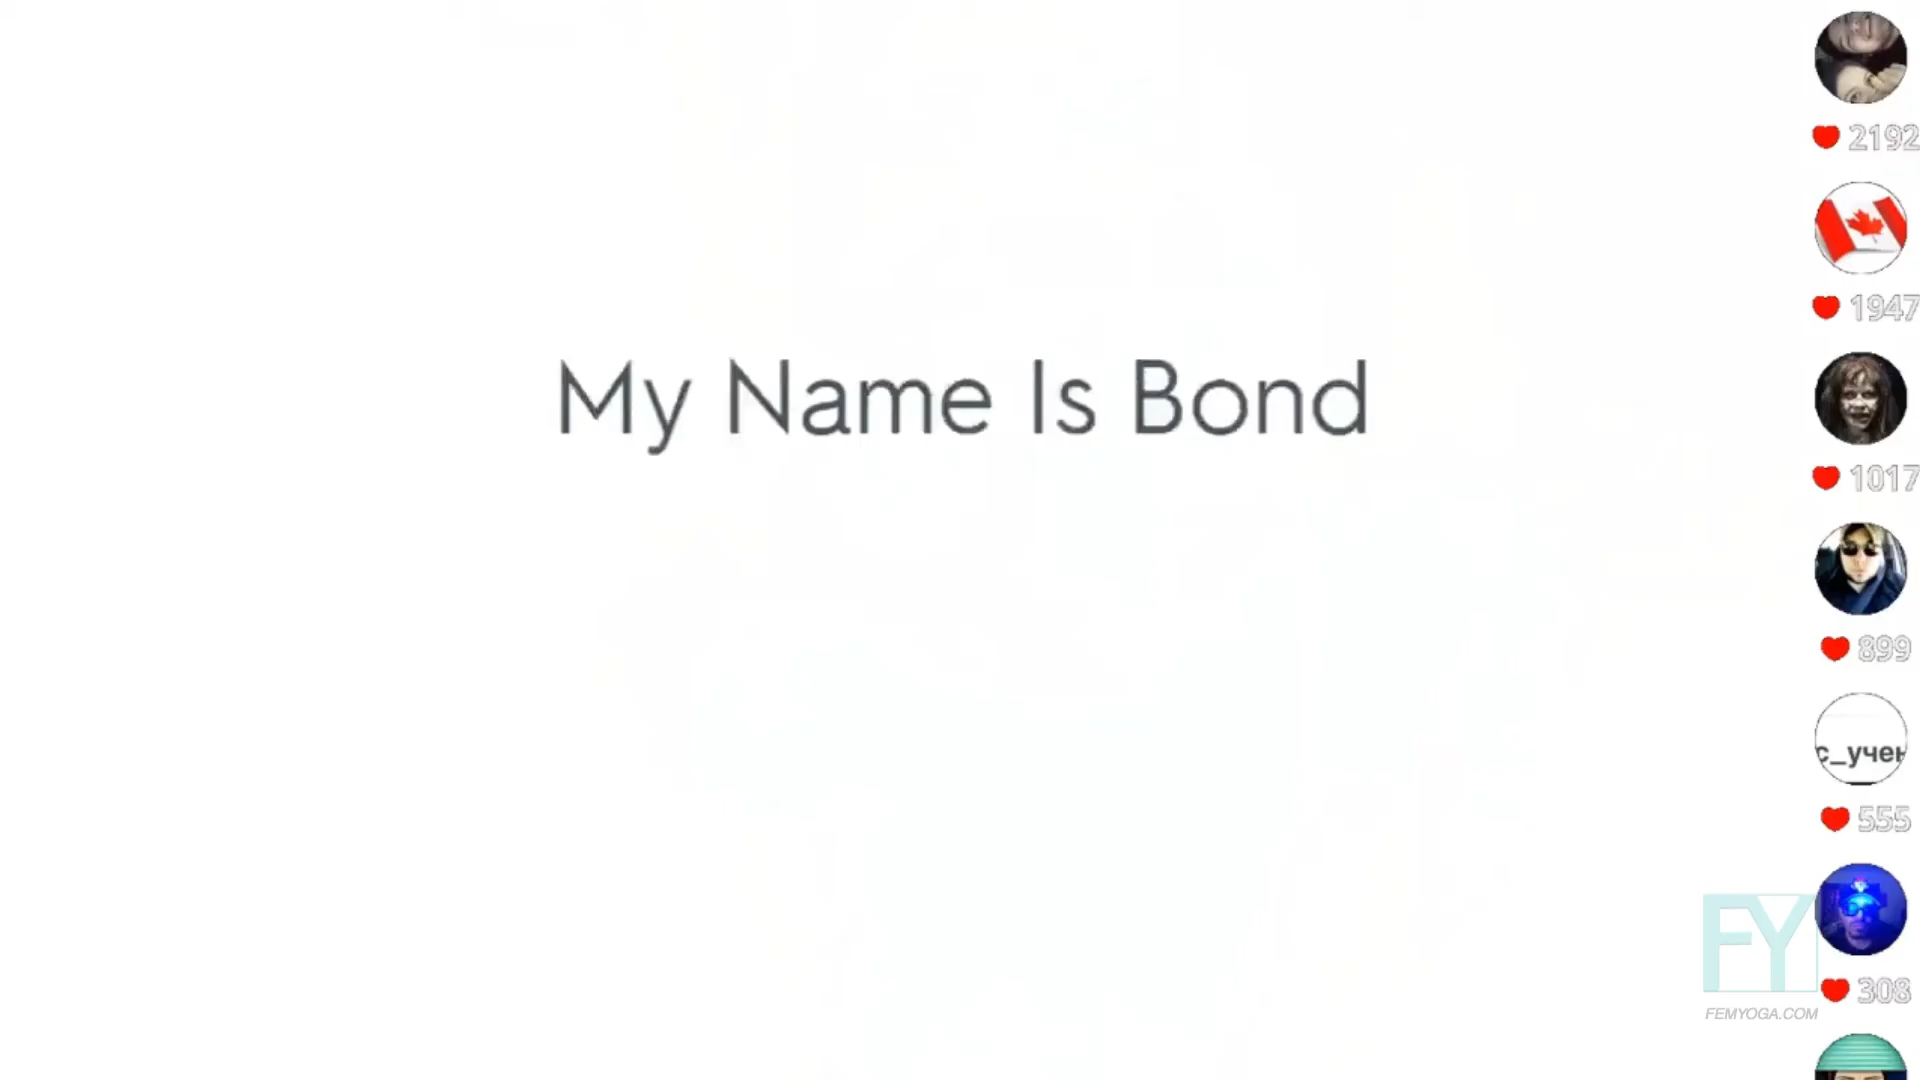 My Name Is Bond
2192
1947
1017
899
с_учен
555
308
FY
FEMYOGA.COM